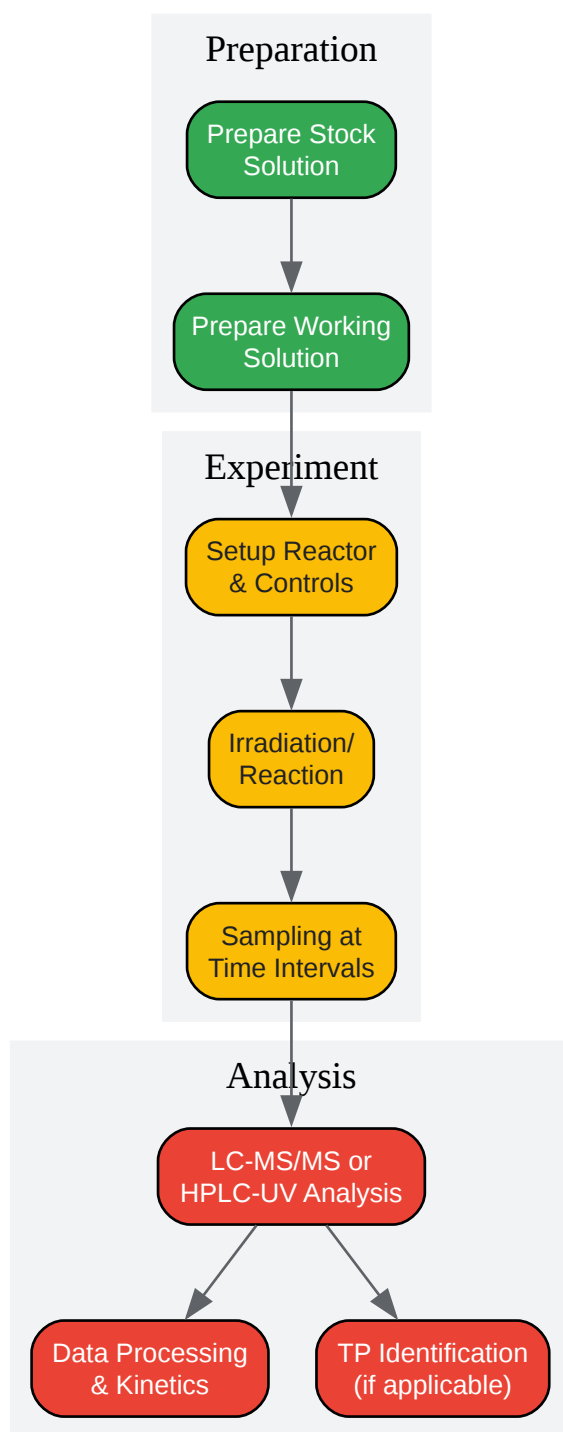 Preparation
Prepare Stock
Solution
Prepare Working
Solution
Experiment
Setup Reactor
& Controls
Irradiation/
Reaction
Sampling at
Time Intervals
Analysis
LC-MS/MS or
HPLC-UV Analysis
Data Processing
& Kinetics
TP Identification
(if applicable)